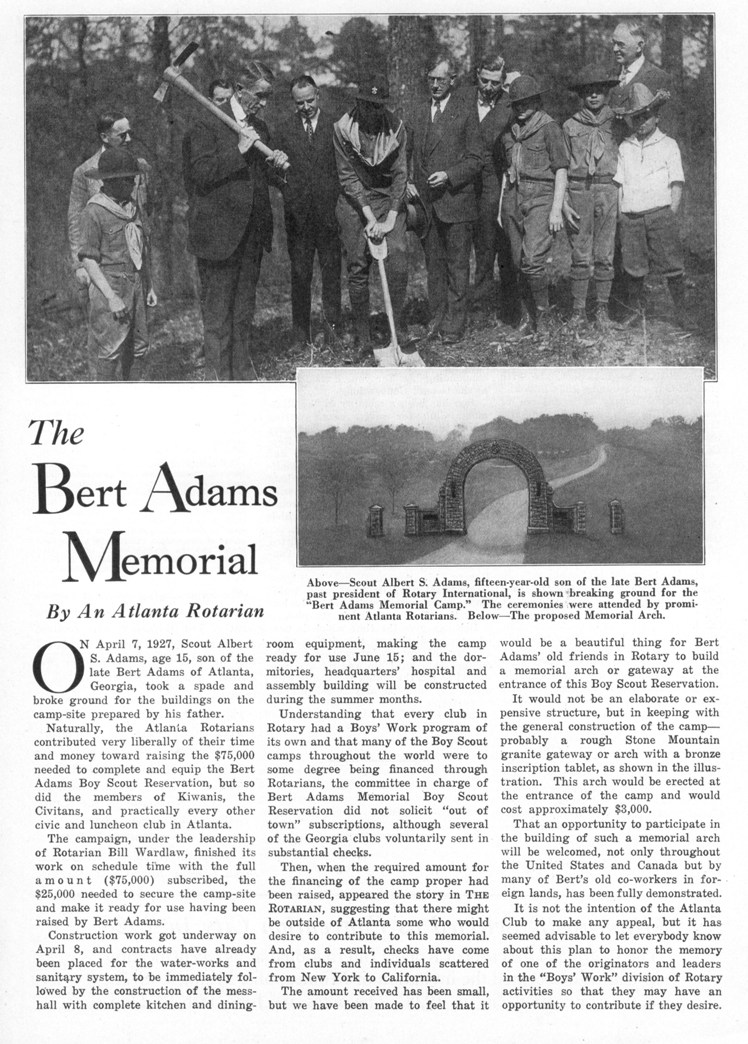 The
Bert Adams
Memorial
By An Atlanta Rotarian
Above—Scout Albert S. Adams, fifteen-year-old son of the late Bert Adams,
past president of Rotary International, is shown breaking ground for the
"Bert Adams Memorial Camp." The ceremonies were attended by promi-
nent Atlanta Rotarians. Below—The proposed Memorial Arch.
ON April 7, 1927, Scout Albert
S. Adams, age 15, son of the
late Bert Adams of Atlanta,
Georgia, took a spade and
broke ground for the buildings on the
camp-site prepared by his father.
Naturally, the Atlanta Rotarians
contributed very liberally of their time
and money toward raising the $75,000
needed to complete and equip the Bert
Adams Boy Scout Reservation, but so
did the members of Kiwanis, the
Civitans, and practically every other
civic and luncheon club in Atlanta.
The campaign, under the leadership
of Rotarian Bill Wardlaw, finished its
work on schedule time with the full
amount ($75,000) subscribed, the
$25,000 needed to secure the camp-site
and make it ready for use having been
raised by Bert Adams.
Construction work got underway on
April 8, and contracts have already
been placed for the water-works and
sanitary system, to be immediately fol-
lowed by the construction of the mess-
hall with complete kitchen and dining-
room equipment, making the camp
ready for use June 15; and the dor-
mitories, headquarters' hospital and
assembly building will be constructed
during the summer months.
Understanding that every club in
Rotary had a Boys' Work program of
its own and that many of the Boy Scout
camps throughout the world were to
some degree being financed through
Rotarians, the committee in charge of
Bert Adams Memorial Boy Scout
Reservation did not solicit "out of
town" subscriptions, although several
of the Georgia clubs voluntarily sent in
substantial checks.
Then, when the required amount for
the financing of the camp proper had
been raised, appeared the story in THE
ROTARIAN, suggesting that there might
be outside of Atlanta some who would
desire to contribute to this memorial.
And, as a result, checks have come
from clubs and individuals scattered
from New York to California.
The amount received has been small,
but we have been made to feel that it
would be a beautiful thing for Bert
Adams' old friends in Rotary to build
a memorial arch or gateway at the
entrance of this Boy Scout Reservation.
It would not be an elaborate or ex-
pensive structure, but in keeping with
the general construction of the camp—
probably a rough Stone Mountain
granite gateway or arch with a bronze
inscription tablet, as shown in the illus-
tration. This arch would be erected at
the entrance of the camp and would
cost approximately $3,000.
That an opportunity to participate in
the building of such a memorial arch
will be welcomed, not only throughout
the United States and Canada but by
many of Bert's old co-workers in for-
eign lands, has been fully demonstrated.
It is not the intention of the Atlanta
Club to make any appeal, but it has
seemed advisable to let everybody know
about this plan to honor the memory
of one of the originators and leaders
in the "Boys' Work" division of Rotary
activities so that they may have an
opportunity to contribute if they desire.